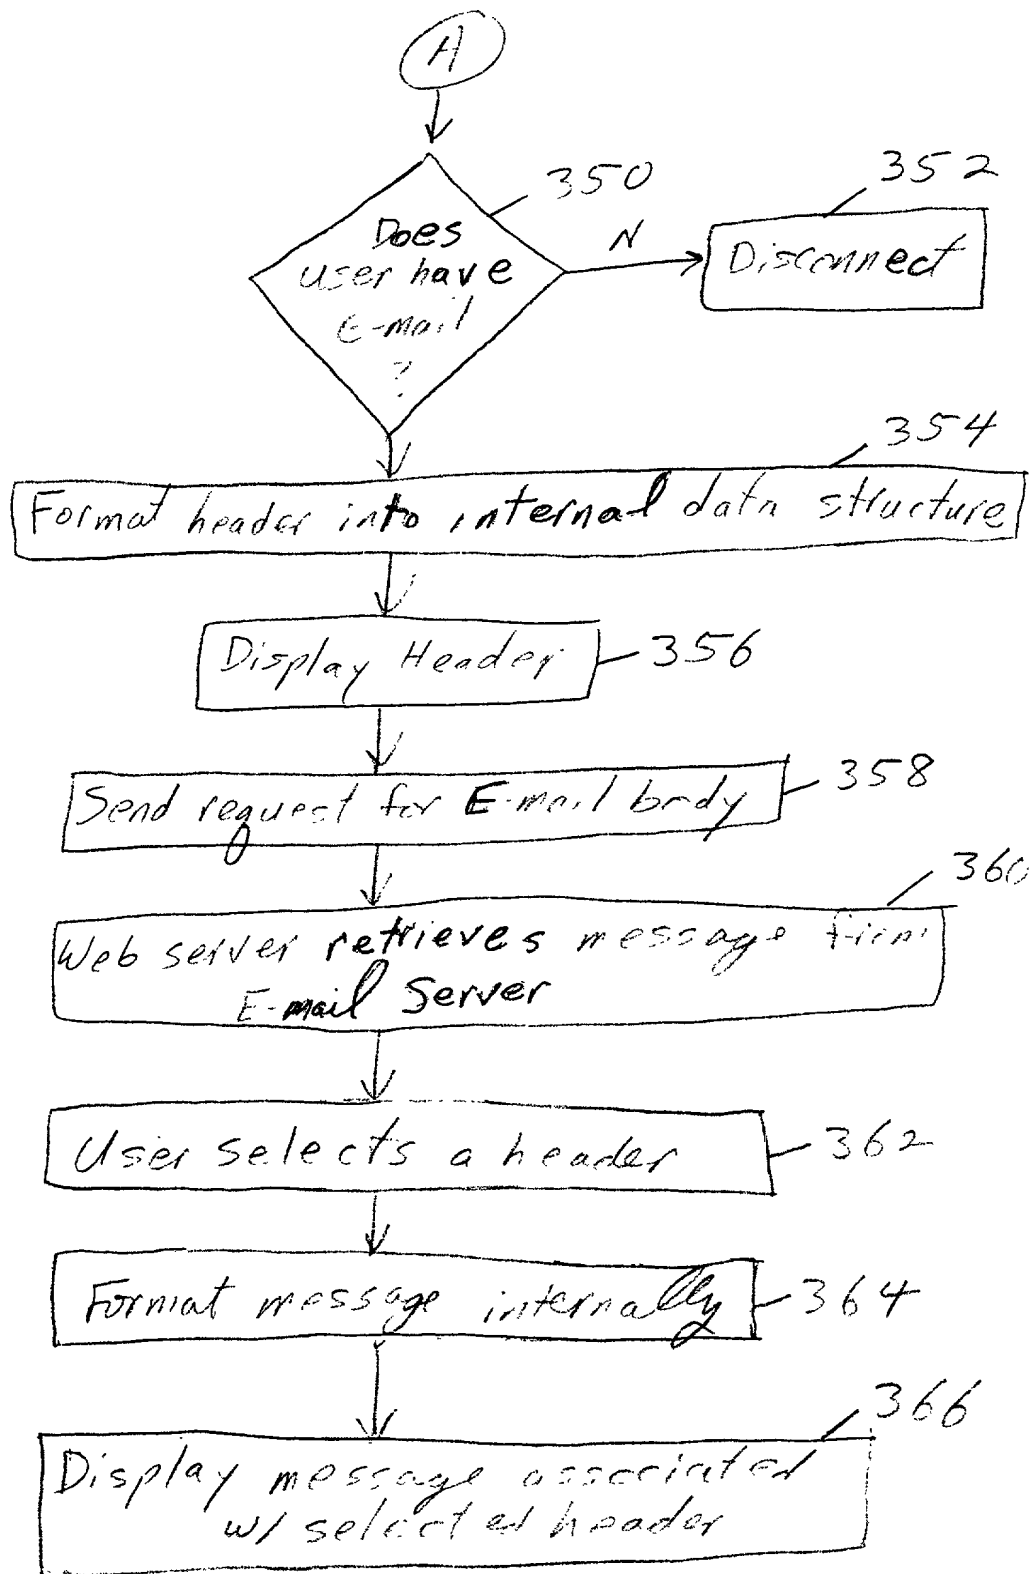 A
350
352
Does
user have
E-mail
?
N
Disconnect
354
Format header into internal data structure
Display Header
356
Send request for E-mail body
358
360
Web server retrieves message from
E-mail Server
User selects a header
362
Format message internally
364
366
Display message associated
w/ selected header